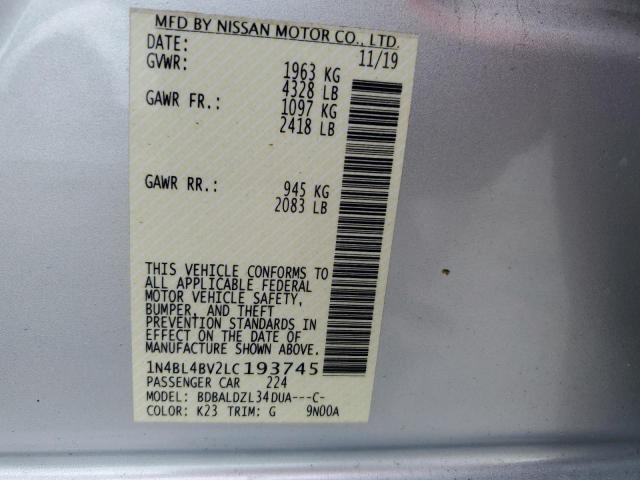 MFD BY NISSAN MOTOR CO., LTD.
DATE: 11/19
GVWR: 1963 KG
4328 LB
GAWR FR.: 1097 KG
2418 LB
GAWR RR.: 945 KG
2083 LB
THIS VEHICLE CONFORMS TO
ALL APPLICABLE FEDERAL
MOTOR VEHICLE SAFETY,
BUMPER, AND THEFT
PREVENTION STANDARDS IN
EFFECT ON THE DATE OF
MANUFACTURE SHOWN ABOVE.
1N4BL4BV2LC193745
PASSENGER CAR 224
MODEL: BDBALDZL34DUA---C-
COLOR: K23 TRIM: G 9N00A